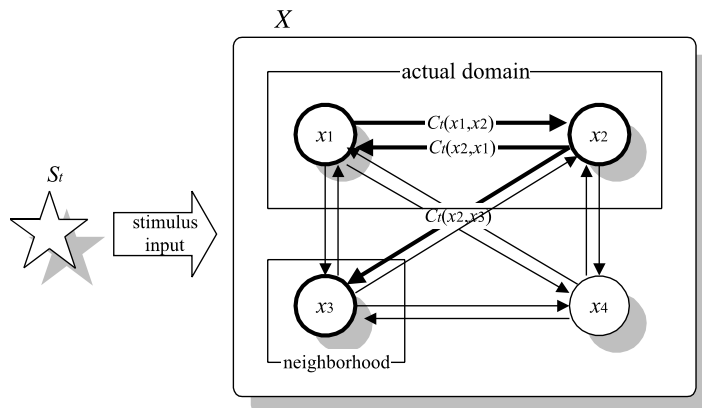 X
actual domain
x1
Ct(x1,x2)
x2
Ct(x2,x1)
St
stimulus
input
Ct(x2,x3)
x3
x4
neighborhood